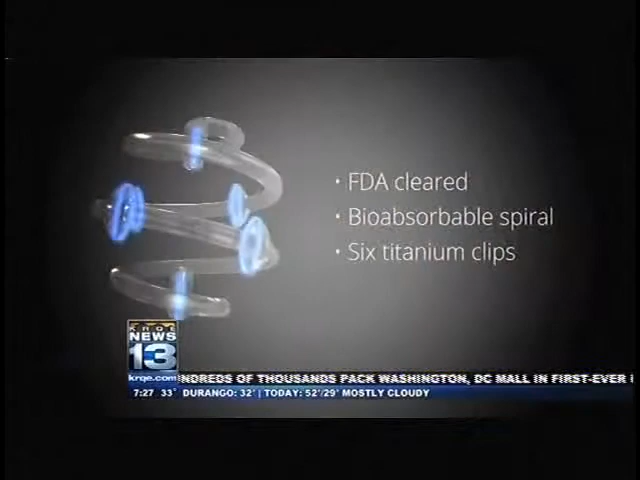 • FDA cleared
• Bioabsorbable spiral
• Six titanium clips
KRQE
NEWS
13
krqe.com
NDREDS OF THOUSANDS PACK WASHINGTON, DC MALL IN FIRST-EVER
7:27 33° DURANGO: 32° | TODAY: 52°/29° MOSTLY CLOUDY